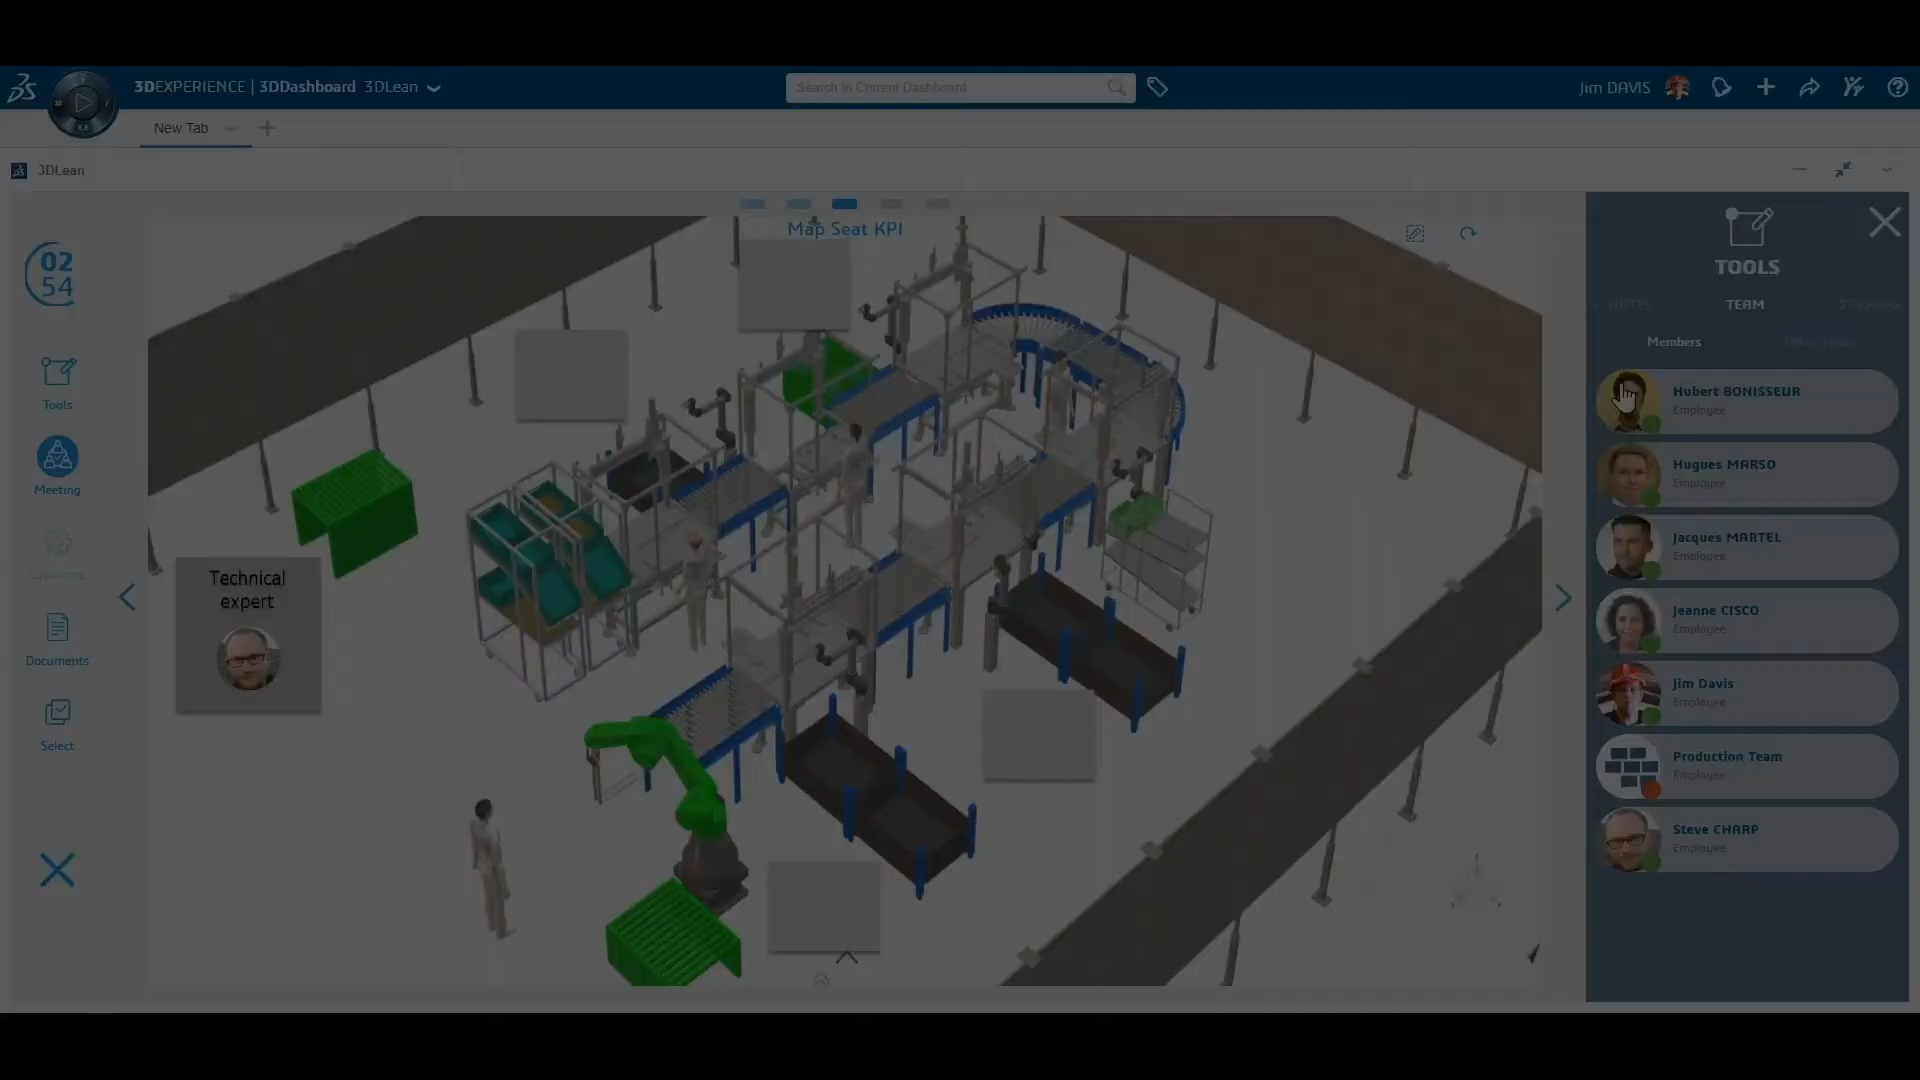 3DEXPERIENCE | 3DDashboard 3DLean
Search In Current Dashboard
Jim DAVIS
New Tab
3DLean
Map Seat KPI
02
54
Tools
Meeting
Documents
Select
Technical
expert
TOOLS
NOTES TEAM
Members
Hubert BONISSEUR
Employee
Hugues MARSO
Employee
Jacques MARTEL
Employee
Jeanne CISCO
Employee
Jim Davis
Employee
Production Team
Employee
Steve CHARP
Employee